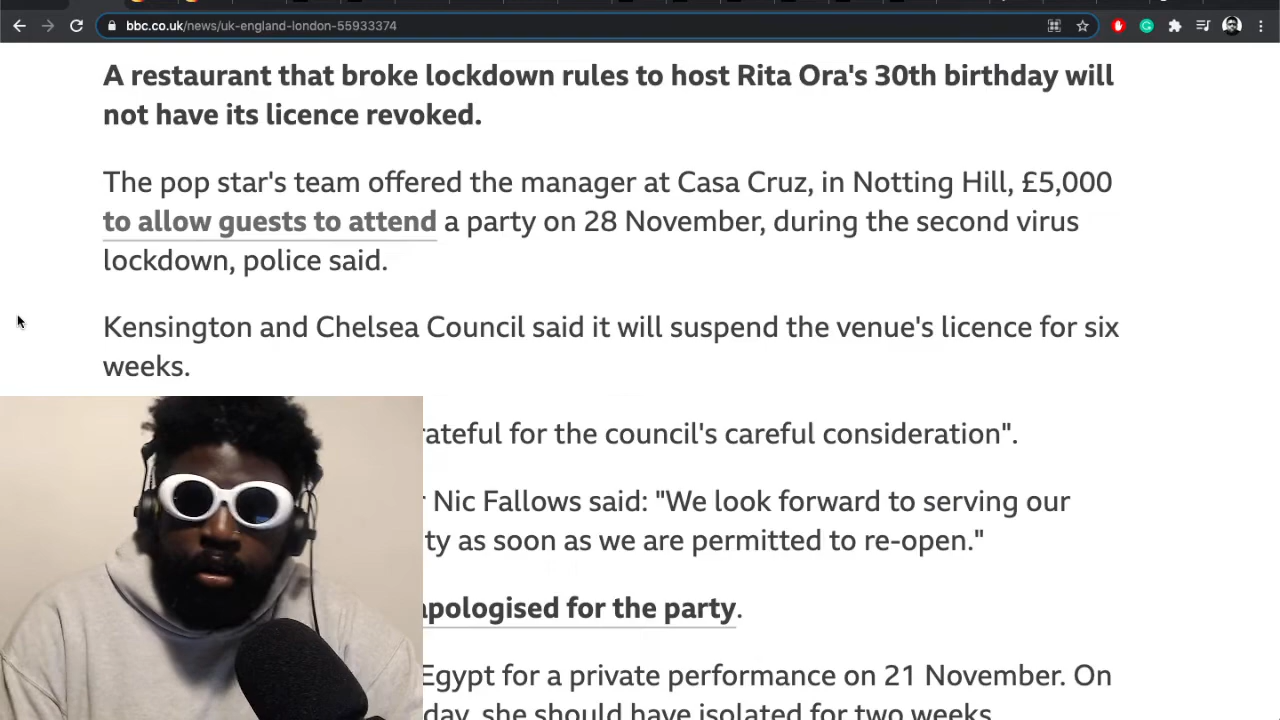 bbc.co.uk/news/uk-england-london-55933374
A restaurant that broke lockdown rules to host Rita Ora's 30th birthday will
not have its licence revoked.
The pop star's team offered the manager at Casa Cruz, in Notting Hill, £5,000
to allow guests to attend a party on 28 November, during the second virus
lockdown, police said.
Kensington and Chelsea Council said it will suspend the venue's licence for six
weeks.
for the council's careful consideration".
Nic Fallows said: "We look forward to serving our
as soon as we are permitted to re-open."
apologised for the party.
Egypt for a private performance on 21 November. On
she should have isolated for two weeks